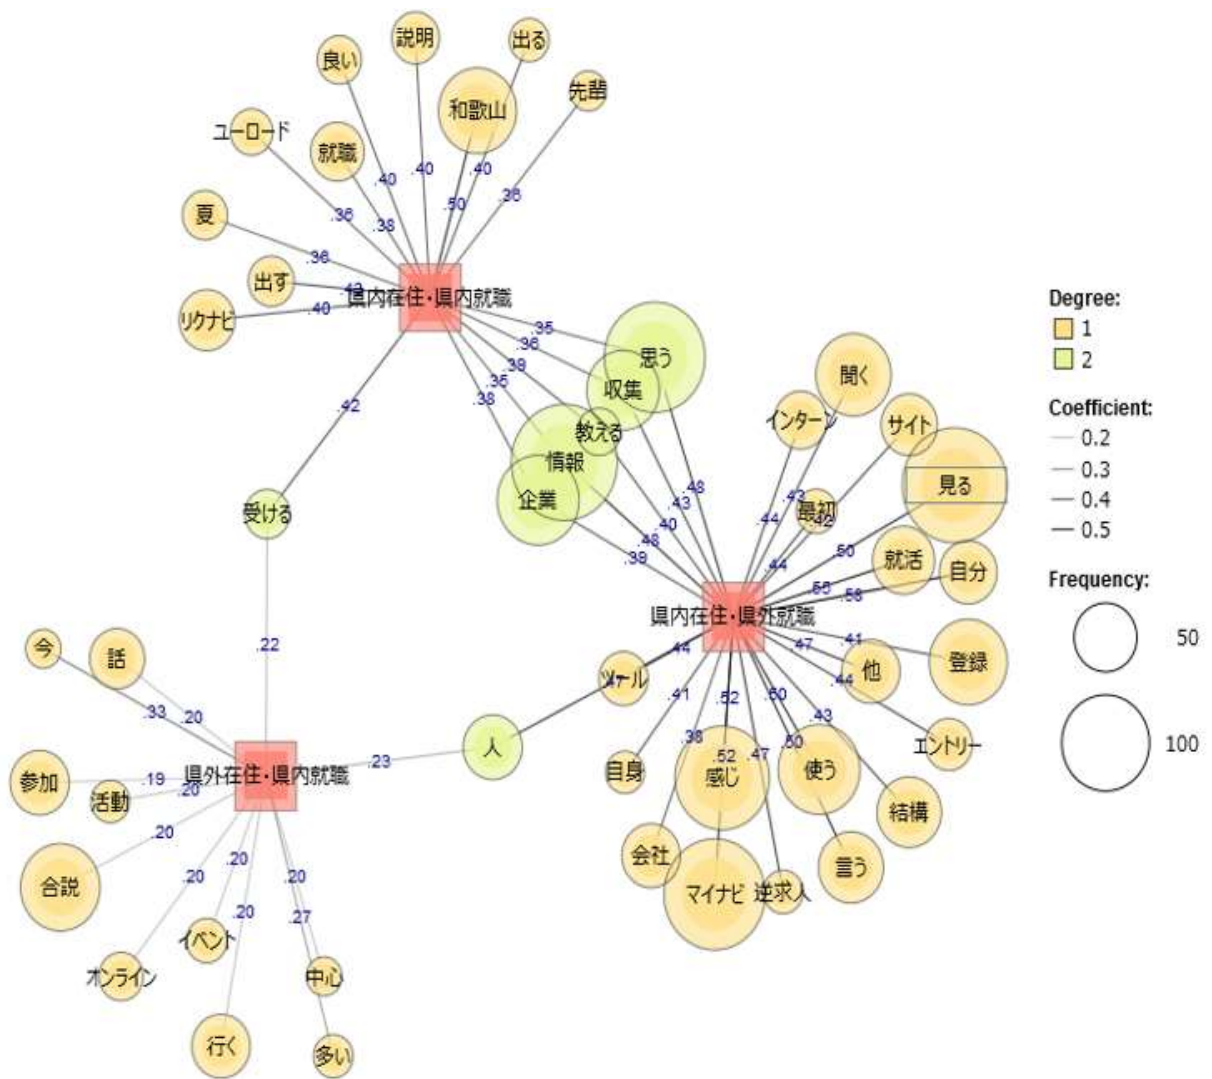 説明
出る
良い
先輩
和歌山
ユーロード
就職
.40
.40
.40
.50
.36
.38
.36
夏
.36
出す
リクナビ
.42
.40
県内在住・県内就職
.35
.36
.39
.35
.38
思う
収集
教える
情報
企業
.42
受ける
.22
聞く
インターン
サイト
見る
最初
就活
自分
.48
.43
.40
.48
.39
.43
.44
.42
.44
.50
.55
.58
県内在住・県外就職
.41
.47
.44
.43
登録
他
エントリー
結構
.44
.47
ツール
.41
.38
.52
.52
.47
.50
.50
自身
感じ
使う
会社
マイナビ
逆求人
言う
人
.23
今
話
.33
.20
県外在住・県内就職
参加
.19
.20
活動
.20
合説
.20
.20
.20
.20
.27
オンライン
イベント
中心
行く
多い
Degree:
1
2
Coefficient:
0.2
0.3
0.4
0.5
Frequency:
50
100